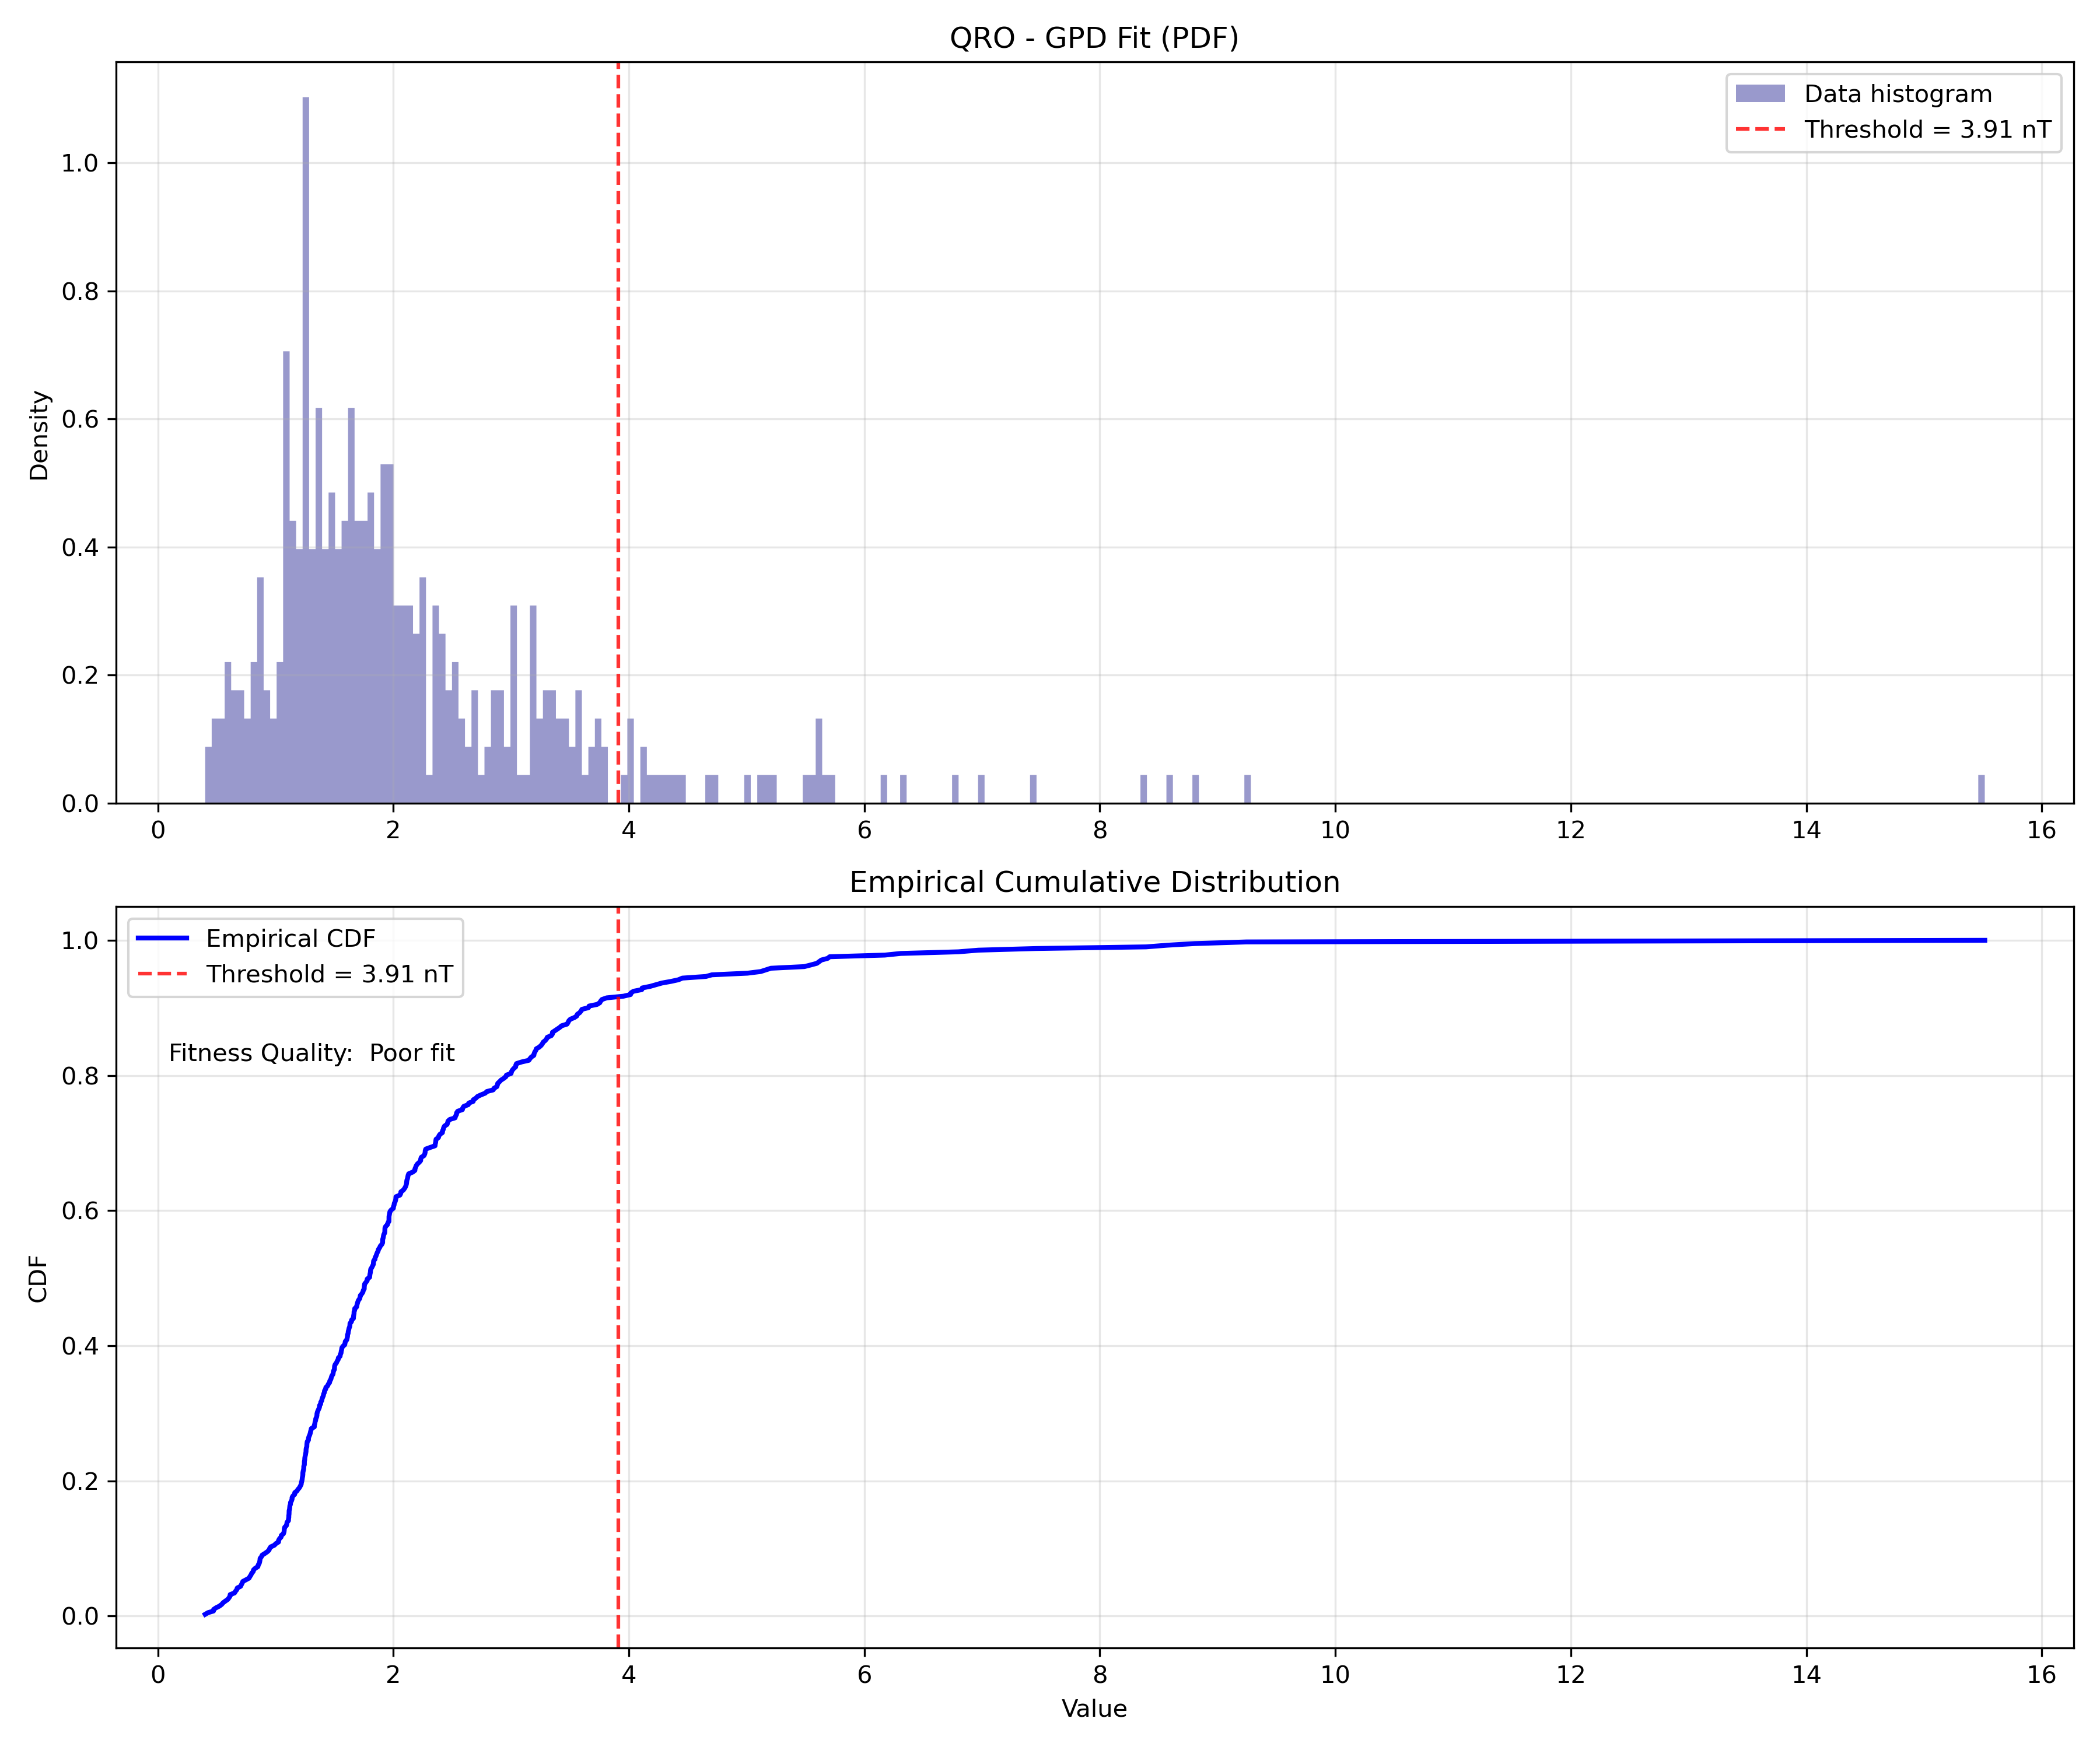 QRO - GPD Fit (PDF)
Data histogram
Threshold = 3.91 nT
Density
1.0
0.8
0.6
0.4
0.2
0.0
0 2 4 6 8 10 12 14 16
Empirical Cumulative Distribution
Empirical CDF
Threshold = 3.91 nT
Fitness Quality: Poor fit
CDF
1.0
0.8
0.6
0.4
0.2
0.0
0 2 4 6 8 10 12 14 16
Value